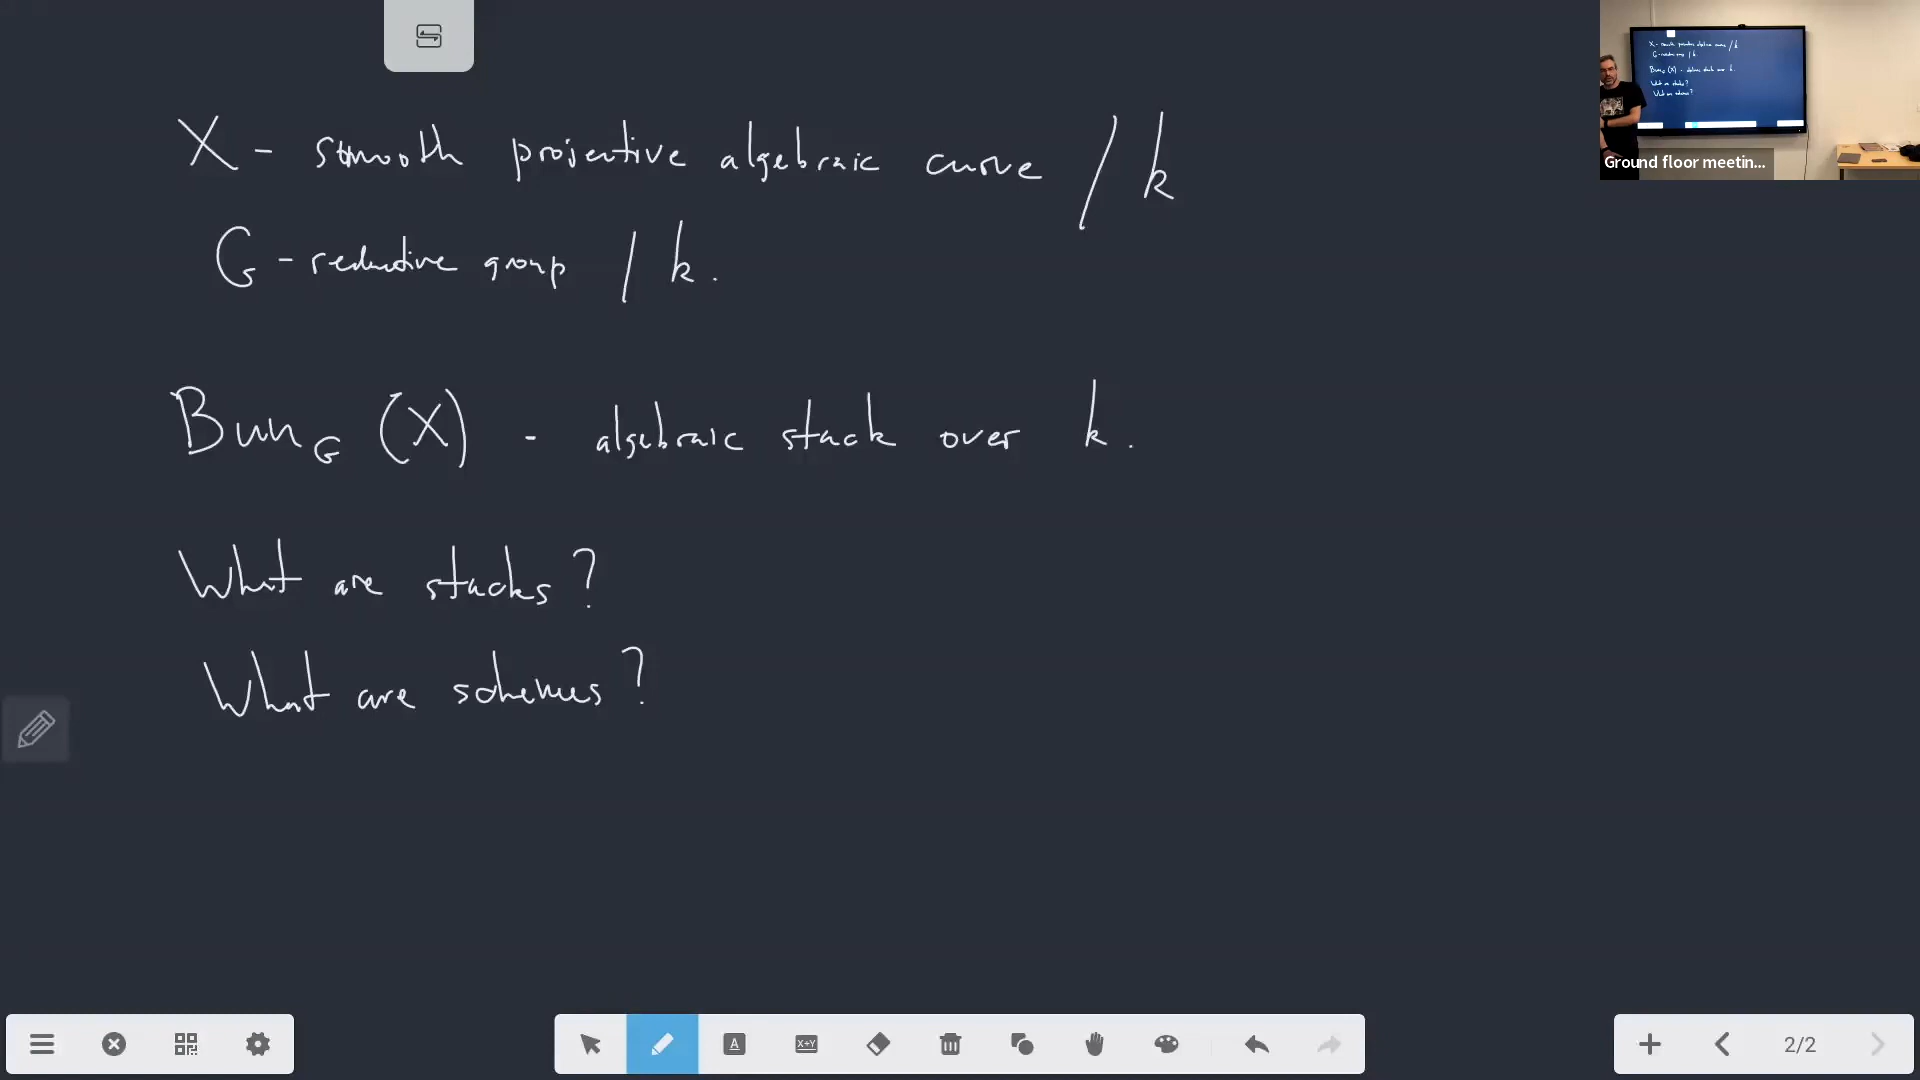 X - smooth projective algebraic curve / k
G - reductive group / k.
Bun_G (X) - algebraic stack over k.
What are stacks?
What are schemes?
Ground floor meetin...
A
X+Y
2/2